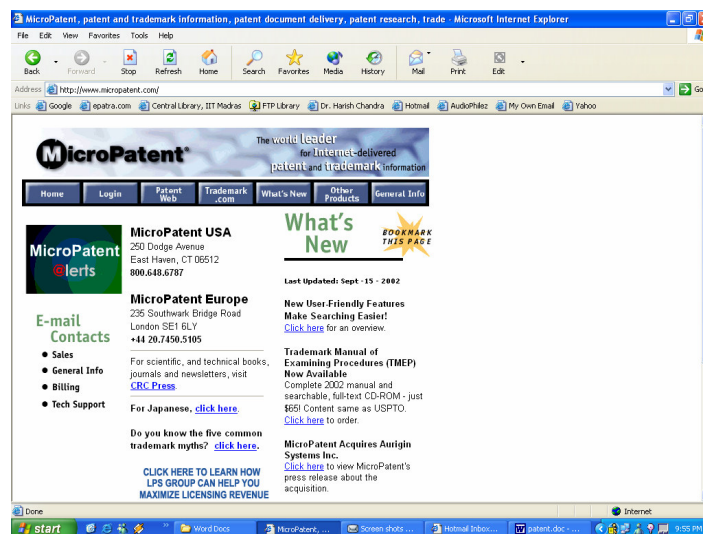 MicroPatent, patent and trademark information, patent document delivery, patent research, trade - Microsoft Internet Explorer
File Edit View Favorites Tools Help
Back Forward Stop Refresh Home Search Favorites Media History Mail Print Edit
Address http://www.micropatent.com/ Go
Links Google epatra.com Central Library, IIT Madras FTP Library Dr. Harish Chandra Hotmail AudioPhilez My Own Email Yahoo
MicroPatent®
The world leader
for Internet-delivered
patent and trademark information
Home Login Patent Web Trademark .com What's New Other Products General Info
MicroPatent
@lerts
E-mail
Contacts
Sales
General Info
Billing
Tech Support
MicroPatent USA
250 Dodge Avenue
East Haven, CT 06512
800.648.6787
MicroPatent Europe
235 Southwark Bridge Road
London SE1 6LY
+44 20.7450.5105
For scientific, and technical books,
journals and newsletters, visit
CRC Press.
For Japanese, click here.
Do you know the five common
trademark myths? click here.
CLICK HERE TO LEARN HOW
LPS GROUP CAN HELP YOU
MAXIMIZE LICENSING REVENUE
What's
New
BOOKMARK
THIS PAGE
Last Updated: Sept -15 - 2002
New User-Friendly Features
Make Searching Easier!
Click here for an overview.
Trademark Manual of
Examining Procedures (TMEP)
Now Available
Complete 2002 manual and
searchable, full-text CD-ROM - just
$65! Content same as USPTO.
Click here to order.
MicroPatent Acquires Aurigin
Systems Inc.
Click here to view MicroPatent's
press release about the
acquisition.
Done Internet
start Word Docs MicroPatent, ... Screen shots ... Hotmail Inbox... patent.doc - ... 9:55 PM